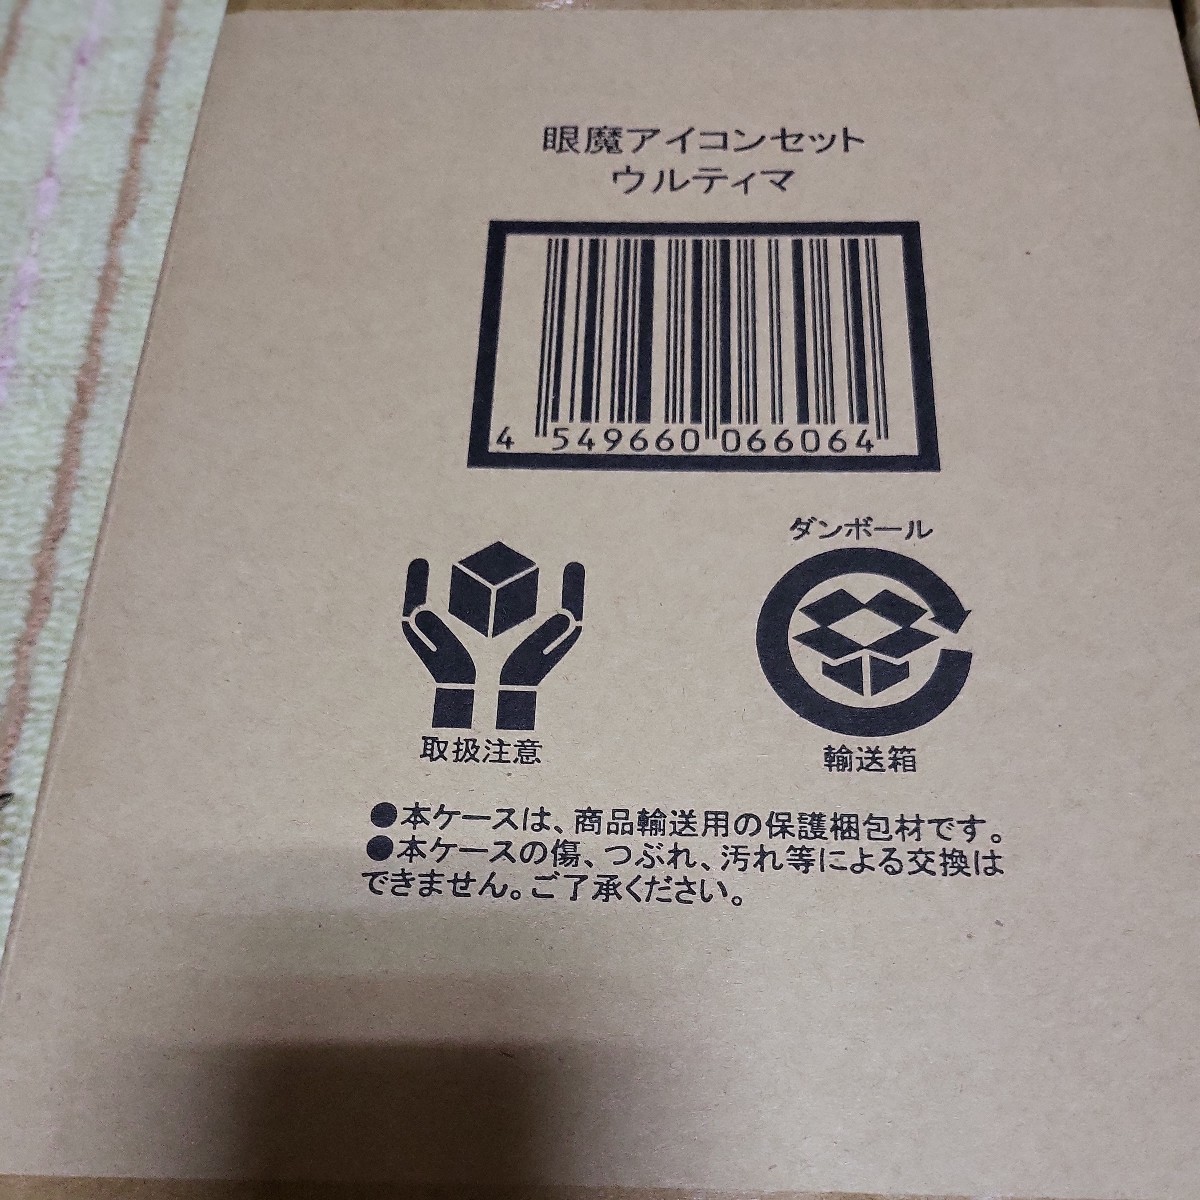 眼魔アイコンセット
ウルティマ
4 549660 066064
ダンボール
取扱注意
輸送箱
●本ケースは、商品輸送用の保護梱包材です。
●本ケースの傷、つぶれ、汚れ等による交換は
できません。ご了承ください。